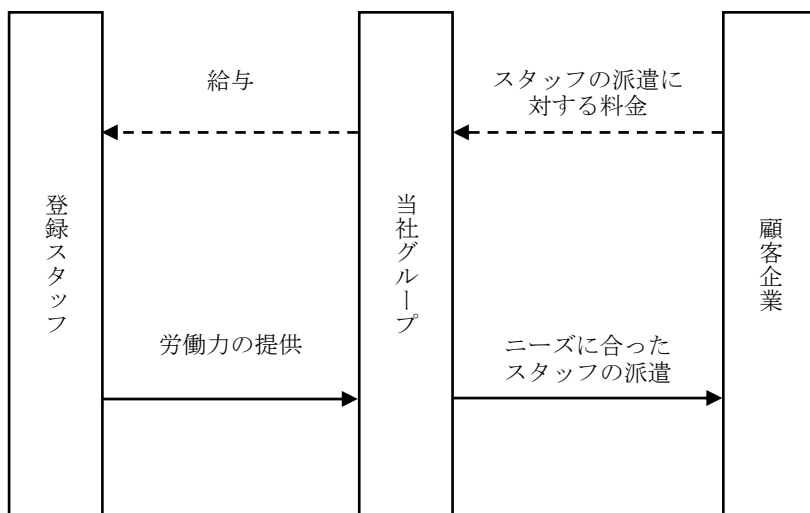 給与
スタッフの派遣に
対する料金
登録スタッフ
当社グループ
顧客企業
労働力の提供
ニーズに合った
スタッフの派遣